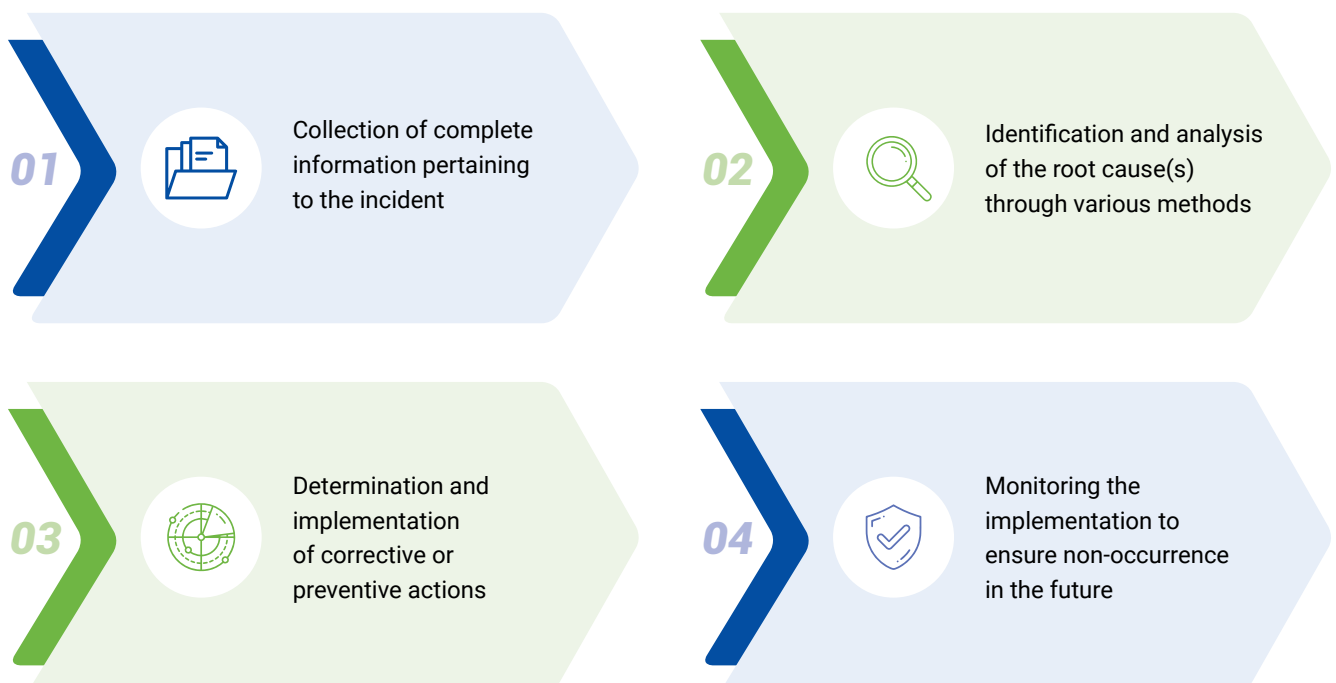 01
Collection of complete
information pertaining
to the incident
02
Identification and analysis
of the root cause(s)
through various methods
03
Determination and
implementation
of corrective or
preventive actions
04
Monitoring the
implementation to
ensure non-occurrence
in the future